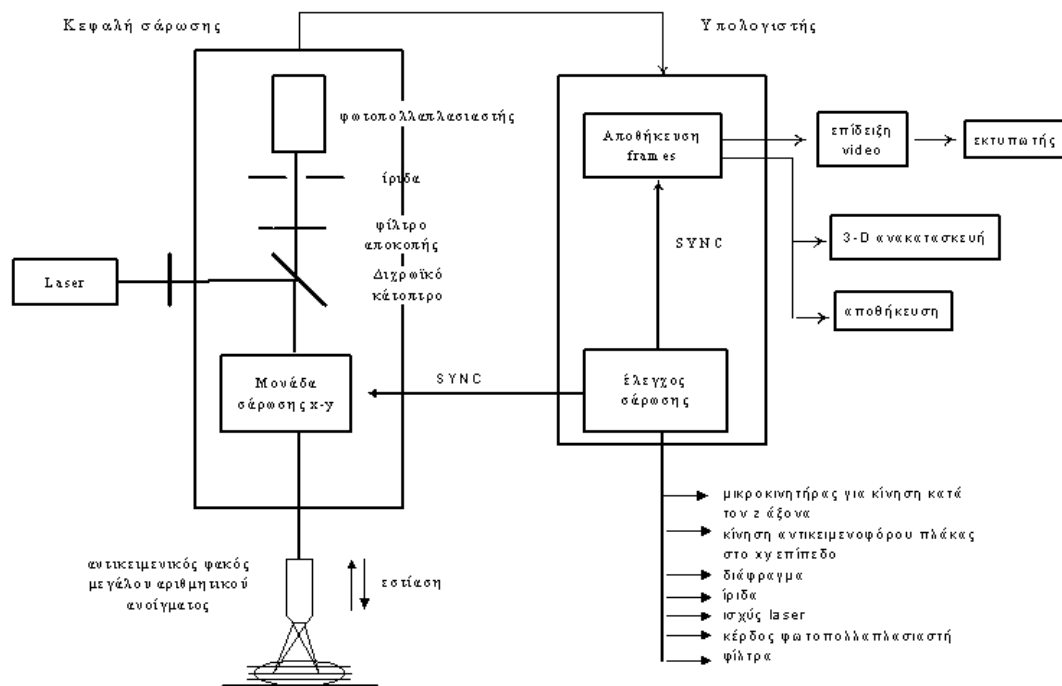 Κεφαλή σάρωσης
Υπολογιστής
φωτοπολλαπλασιαστής
ίριδα
φίλτρο
αποκοπής
Διχρωϊκό
κάτοπτρο
Laser
Μονάδα
σάρωσης x-y
SYNC
Αποθήκευση
frames
SYNC
έλεγχος
σάρωσης
επίδειξη
video
εκτυπωτής
3-D ανακατασκευή
αποθήκευση
αντικειμενικός φακός
μεγάλου αριθμητικού
ανοίγματος
εστίαση
μικροκινητήρας για κίνηση κατά
τον z άξονα
κίνηση αντικειμενοφόρου πλάκας
στο xy επίπεδο
διάφραγμα
ίριδα
ισχύς laser
κέρδος φωτοπολλαπλασιαστή
φίλτρα